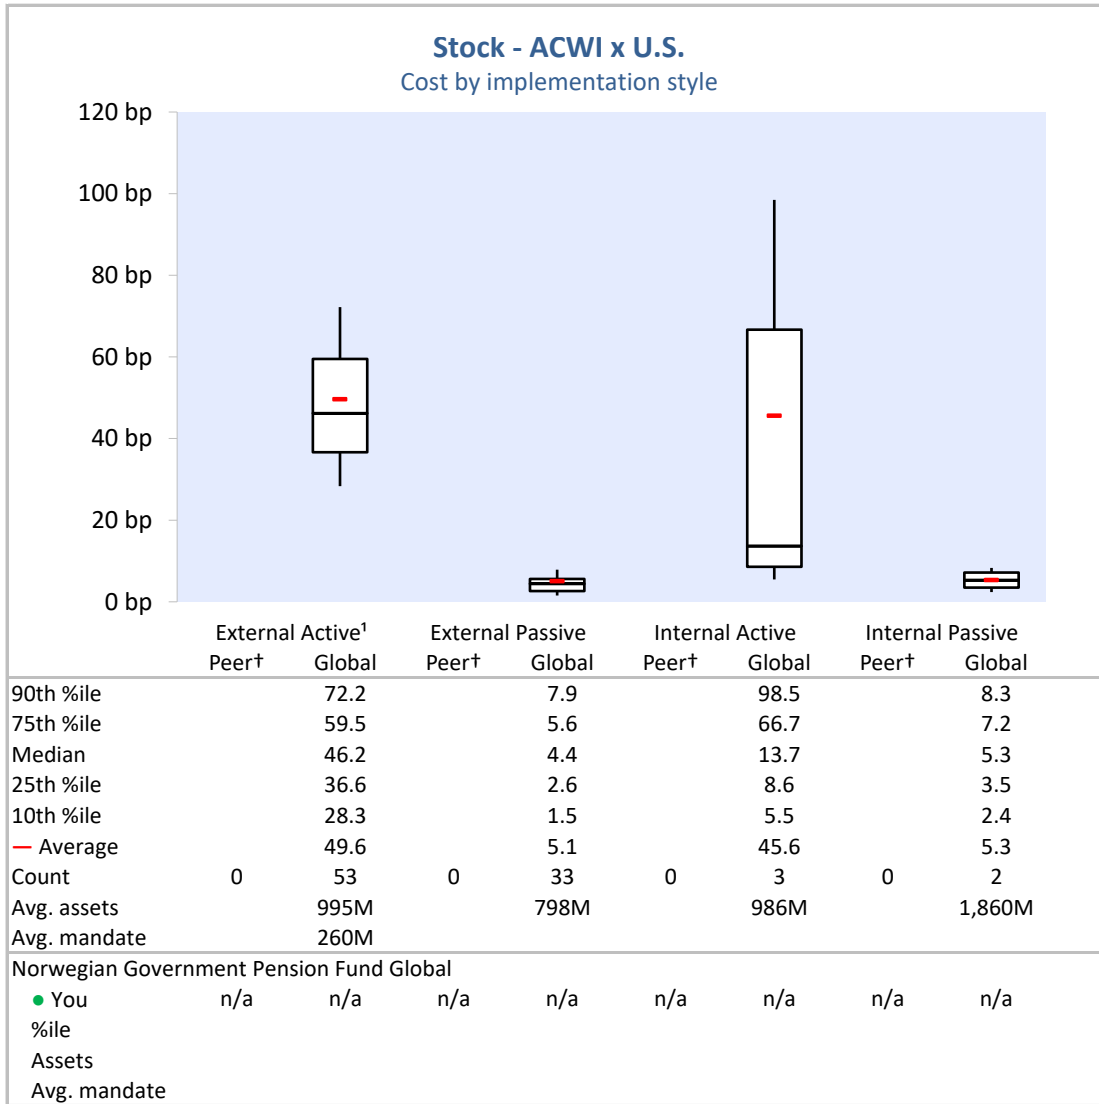 Stock - ACWI x U.S.
Cost by implementation style
120 bp
100 bp
80 bp
60 bp
40 bp
20 bp
0 bp
External Active¹ External Passive Internal Active Internal Passive
Peer† Global Peer† Global Peer† Global Peer† Global
90th %ile 72.2 7.9 98.5 8.3
75th %ile 59.5 5.6 66.7 7.2
Median 46.2 4.4 13.7 5.3
25th %ile 36.6 2.6 8.6 3.5
10th %ile 28.3 1.5 5.5 2.4
Average 49.6 5.1 45.6 5.3
Count 0 53 0 33 0 3 0 2
Avg. assets 995M 798M 986M 1,860M
Avg. mandate 260M
Norwegian Government Pension Fund Global
You n/a n/a n/a n/a n/a n/a n/a n/a
%ile
Assets
Avg. mandate